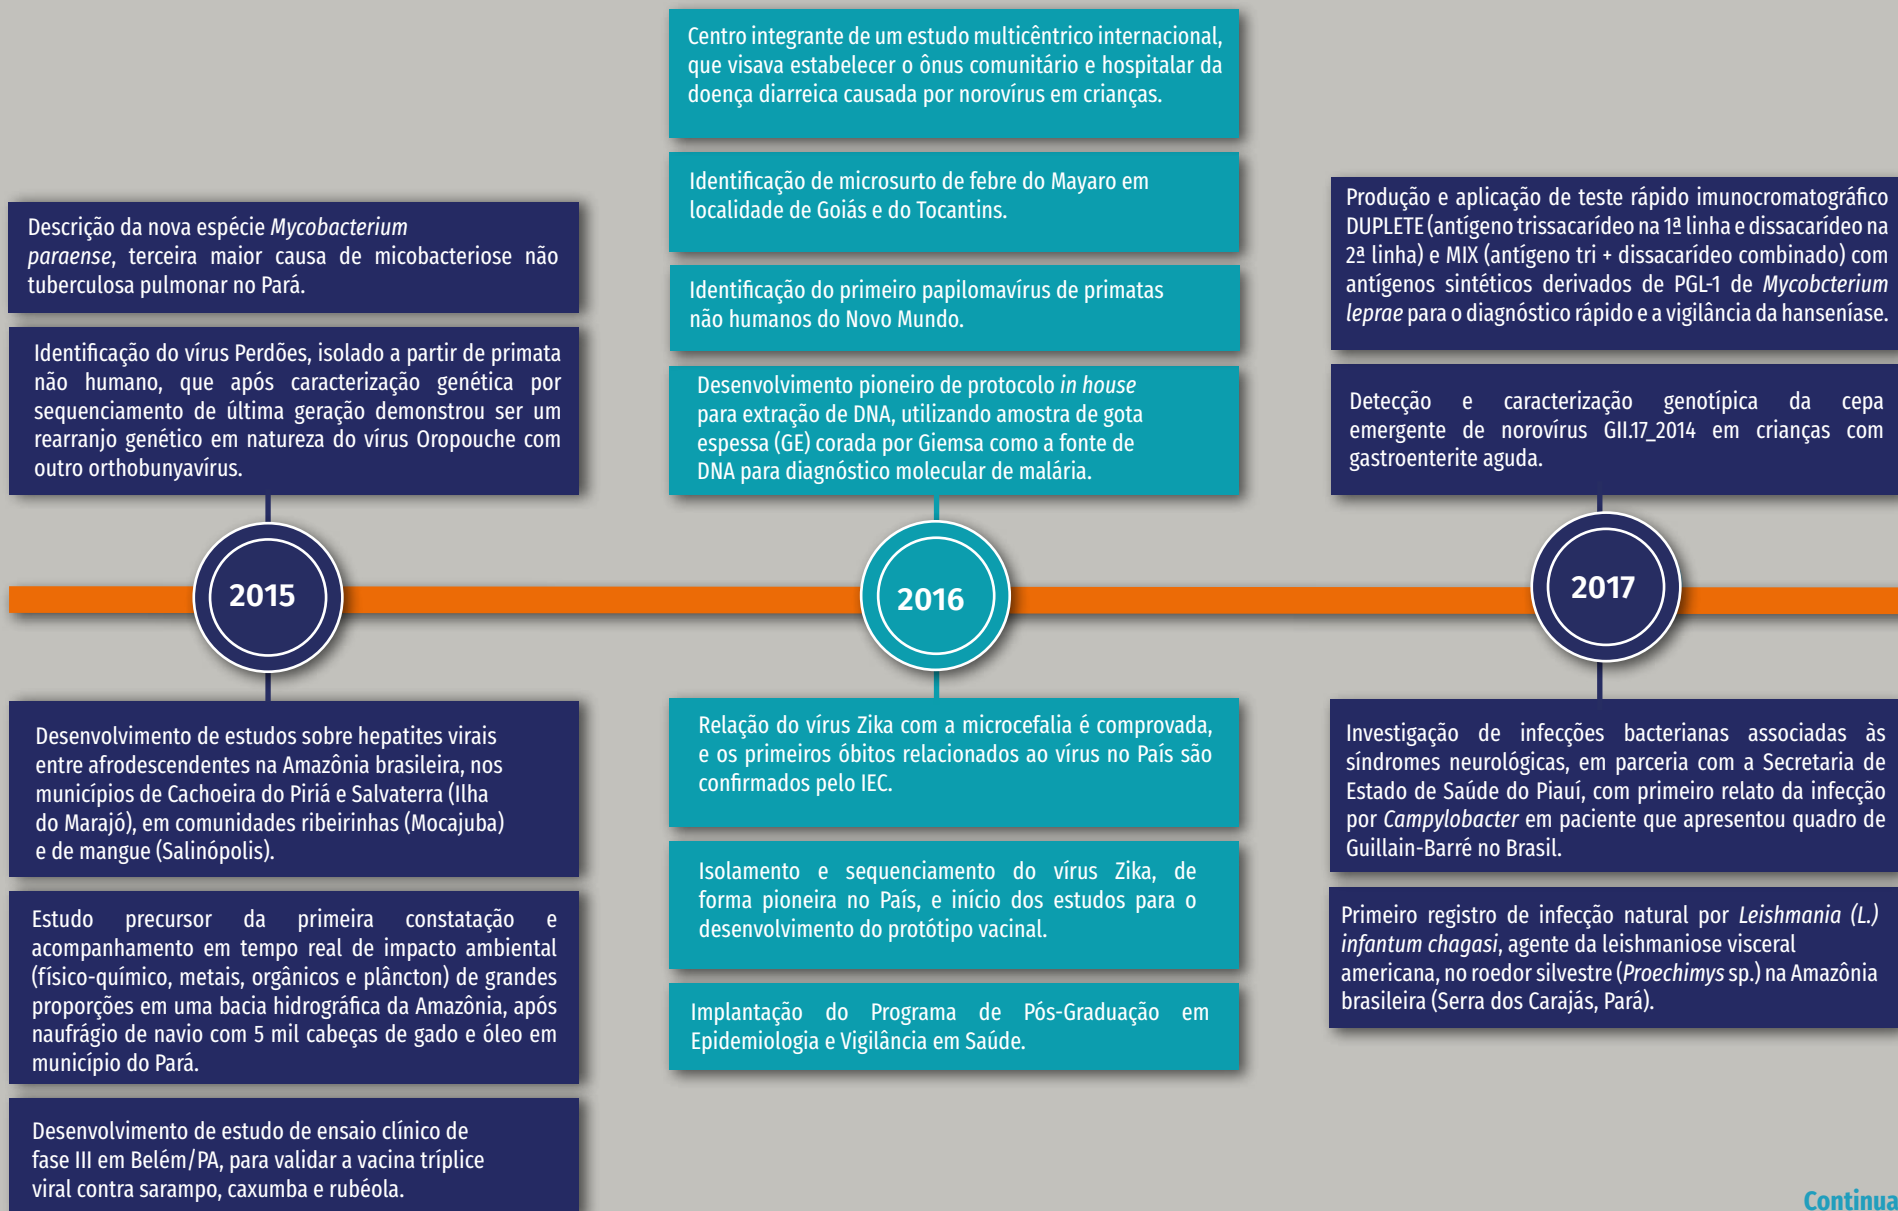 Descrição da nova espécie Mycobacterium
paraense, terceira maior causa de micobacteriose não
tuberculosa pulmonar no Pará.
Identificação do vírus Perdões, isolado a partir de primata
não humano, que após caracterização genética por
sequenciamento de última geração demonstrou ser um
rearranjo genético em natureza do vírus Oropouche com
outro orthobunyavírus.
2015
Desenvolvimento de estudos sobre hepatites virais
entre afrodescendentes na Amazônia brasileira, nos
municípios de Cachoeira do Piriá e Salvaterra (Ilha
do Marajó), em comunidades ribeirinhas (Mocajuba)
e de mangue (Salinópolis).
Estudo precursor da primeira constatação e
acompanhamento em tempo real de impacto ambiental
(físico-químico, metais, orgânicos e plâncton) de grandes
proporções em uma bacia hidrográfica da Amazônia, após
naufrágio de navio com 5 mil cabeças de gado e óleo em
município do Pará.
Desenvolvimento de estudo de ensaio clínico de
fase III em Belém/PA, para validar a vacina tríplice
viral contra sarampo, caxumba e rubéola.
Centro integrante de um estudo multicêntrico internacional,
que visava estabelecer o ônus comunitário e hospitalar da
doença diarreica causada por norovírus em crianças.
Identificação de microsurto de febre do Mayaro em
localidade de Goiás e do Tocantins.
Identificação do primeiro papilomavírus de primatas
não humanos do Novo Mundo.
Desenvolvimento pioneiro de protocolo in house
para extração de DNA, utilizando amostra de gota
espessa (GE) corada por Giemsa como a fonte de
DNA para diagnóstico molecular de malária.
2016
Relação do vírus Zika com a microcefalia é comprovada,
e os primeiros óbitos relacionados ao vírus no País são
confirmados pelo IEC.
Isolamento e sequenciamento do vírus Zika, de
forma pioneira no País, e início dos estudos para o
desenvolvimento do protótipo vacinal.
Implantação do Programa de Pós-Graduação em
Epidemiologia e Vigilância em Saúde.
Produção e aplicação de teste rápido imunocromatográfico
DUPLETE (antígeno trissacarídeo na 1ª linha e dissacarídeo na
2ª linha) e MIX (antígeno tri + dissacarídeo combinado) com
antígenos sintéticos derivados de PGL-1 de Mycobcterium
leprae para o diagnóstico rápido e a vigilância da hanseníase.
Detecção e caracterização genotípica da cepa
emergente de norovírus GII.17_2014 em crianças com
gastroenterite aguda.
2017
Investigação de infecções bacterianas associadas às
síndromes neurológicas, em parceria com a Secretaria de
Estado de Saúde do Piauí, com primeiro relato da infecção
por Campylobacter em paciente que apresentou quadro de
Guillain-Barré no Brasil.
Primeiro registro de infecção natural por Leishmania (L.)
infantum chagasi, agente da leishmaniose visceral
americana, no roedor silvestre (Proechimys sp.) na Amazônia
brasileira (Serra dos Carajás, Pará).
Continua